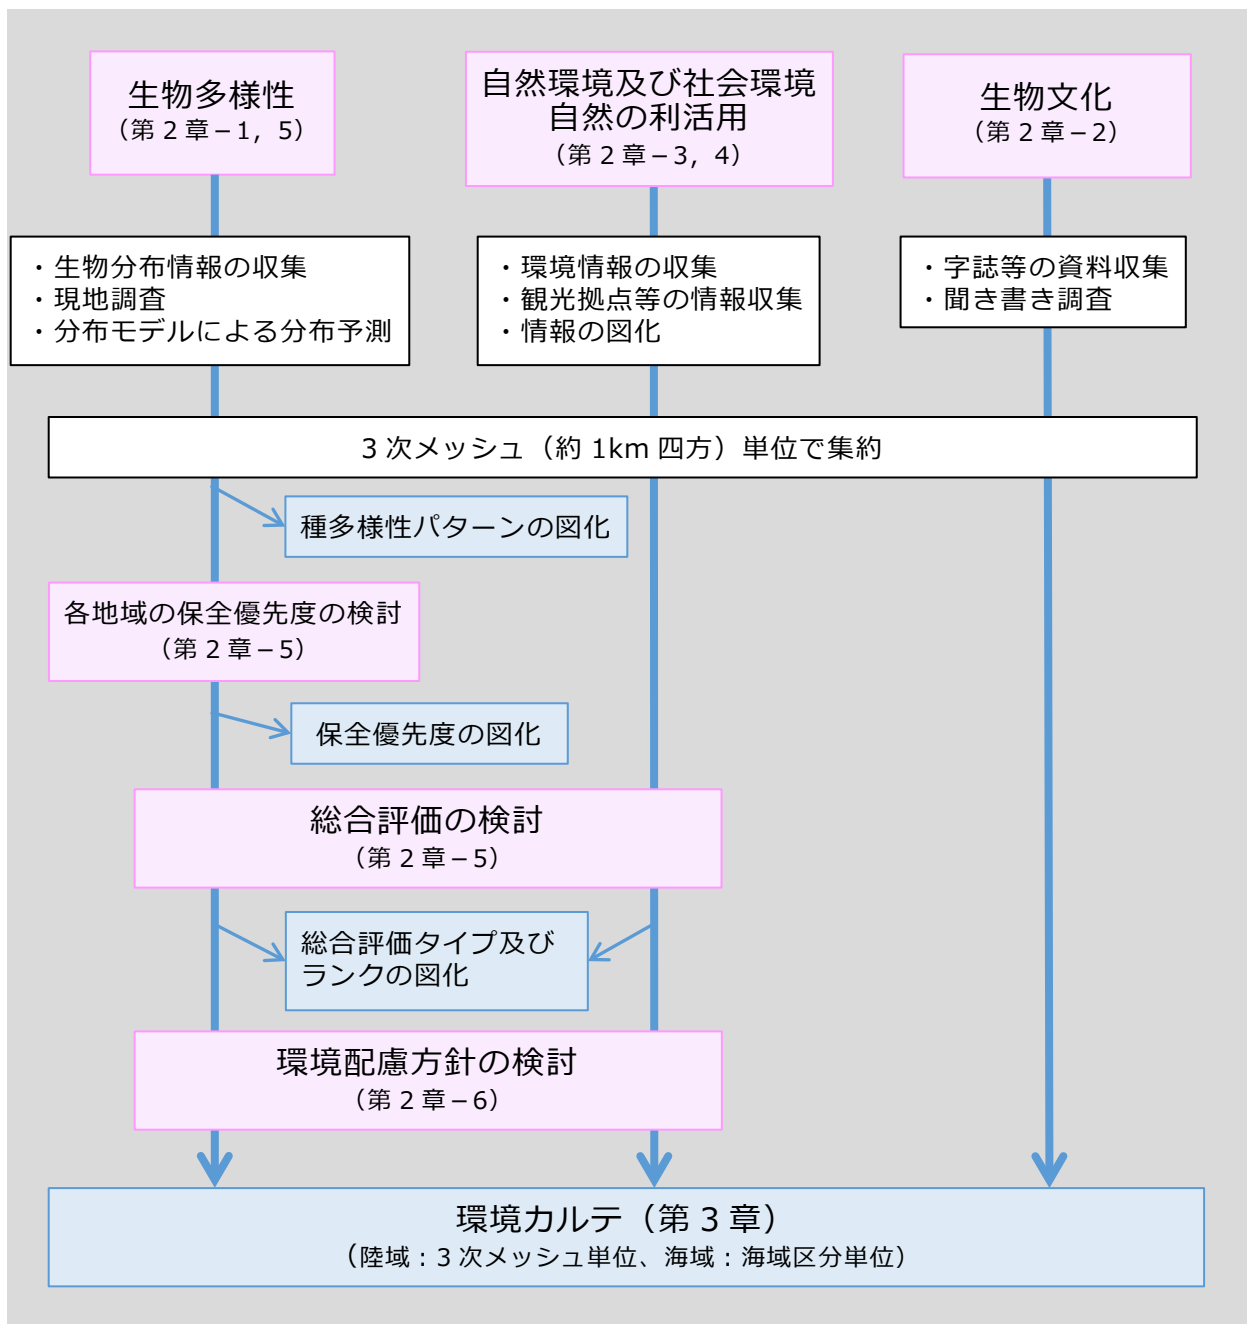 生物多様性
（第２章－1，5）
自然環境及び社会環境
自然の利活用
（第２章－3，4）
生物文化
（第２章－2）
・生物分布情報の収集
・現地調査
・分布モデルによる分布予測
・環境情報の収集
・観光拠点等の情報収集
・情報の図化
・字誌等の資料収集
・聞き書き調査
３次メッシュ（約 1km 四方）単位で集約
種多様性パターンの図化
各地域の保全優先度の検討
（第２章－5）
保全優先度の図化
総合評価の検討
（第２章－5）
総合評価タイプ及び
ランクの図化
環境配慮方針の検討
（第２章－6）
環境カルテ（第３章）
（陸域：３次メッシュ単位、海域：海域区分単位）